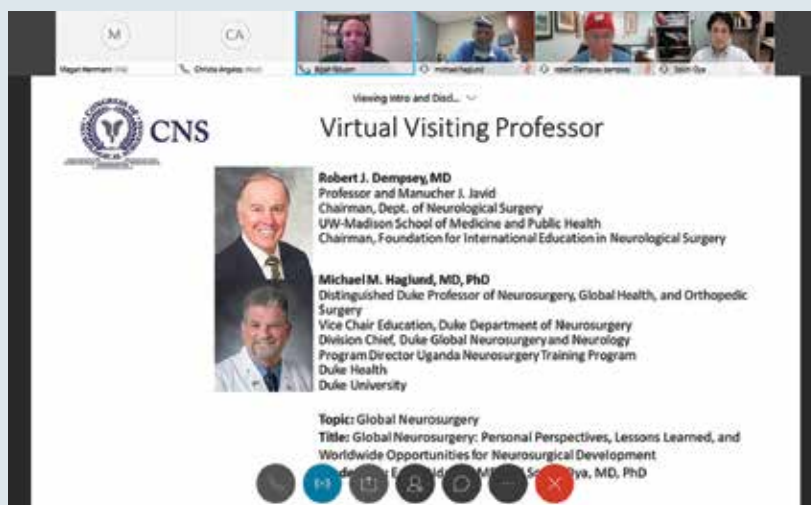 M
CA
Viewing Intro and Discl... 
CNS
Virtual Visiting Professor
Robert J. Dempsey, MD
Professor and Manucher J. Javid
Chairman, Dept. of Neurological Surgery
UW-Madison School of Medicine and Public Health
Chairman, Foundation for International Education in Neurological Surgery
Michael M. Haglund, MD, PhD
Distinguished Duke Professor of Neurosurgery, Global Health, and Orthopedic
Surgery
Vice Chair Education, Duke Department of Neurosurgery
Division Chief, Duke Global Neurosurgery and Neurology
Program Director Uganda Neurosurgery Training Program
Duke Health
Duke University
Topic: Global Neurosurgery
Title: Global Neurosurgery: Personal Perspectives, Lessons Learned, and
Worldwide Opportunities for Neurosurgical Development
MD, PhD